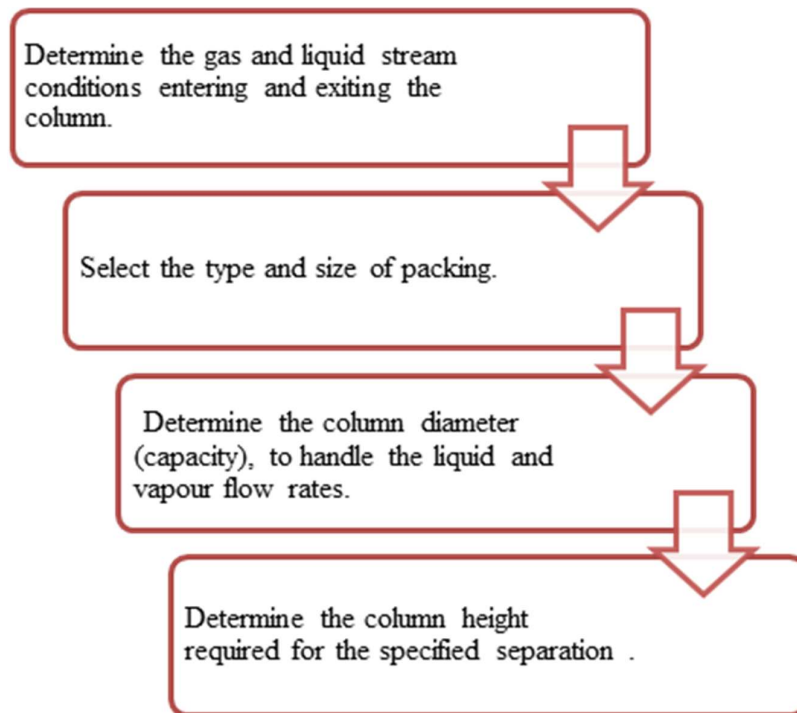 Determine the gas and liquid stream
conditions entering and exiting the
column.
Select the type and size of packing.
Determine the column diameter
(capacity), to handle the liquid and
vapour flow rates.
Determine the column height
required for the specified separation .